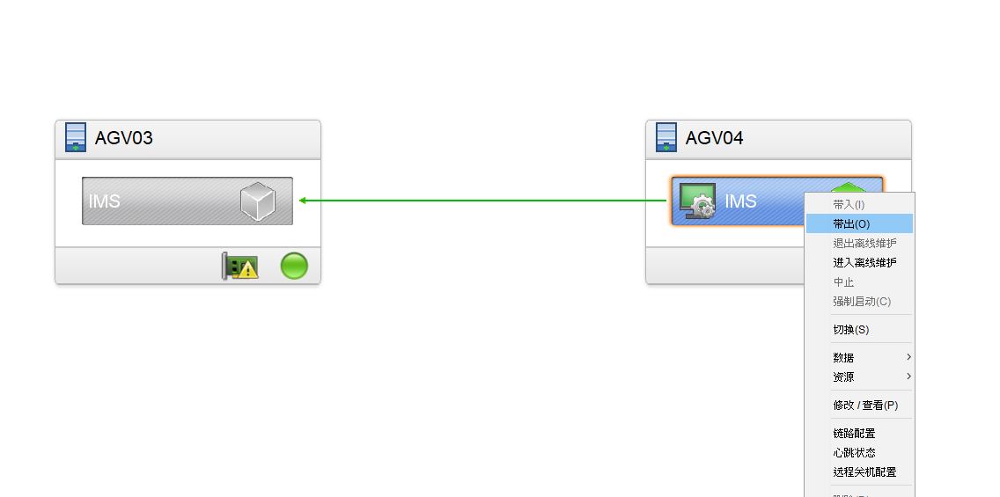 AGV03
IMS
AGV04
IMS
带入(I)
带出(O)
退出离线维护
进入离线维护
中止
强制启动(C)
切换(S)
数据
资源
修改 / 查看(P)
链路配置
心跳状态
远程关机配置